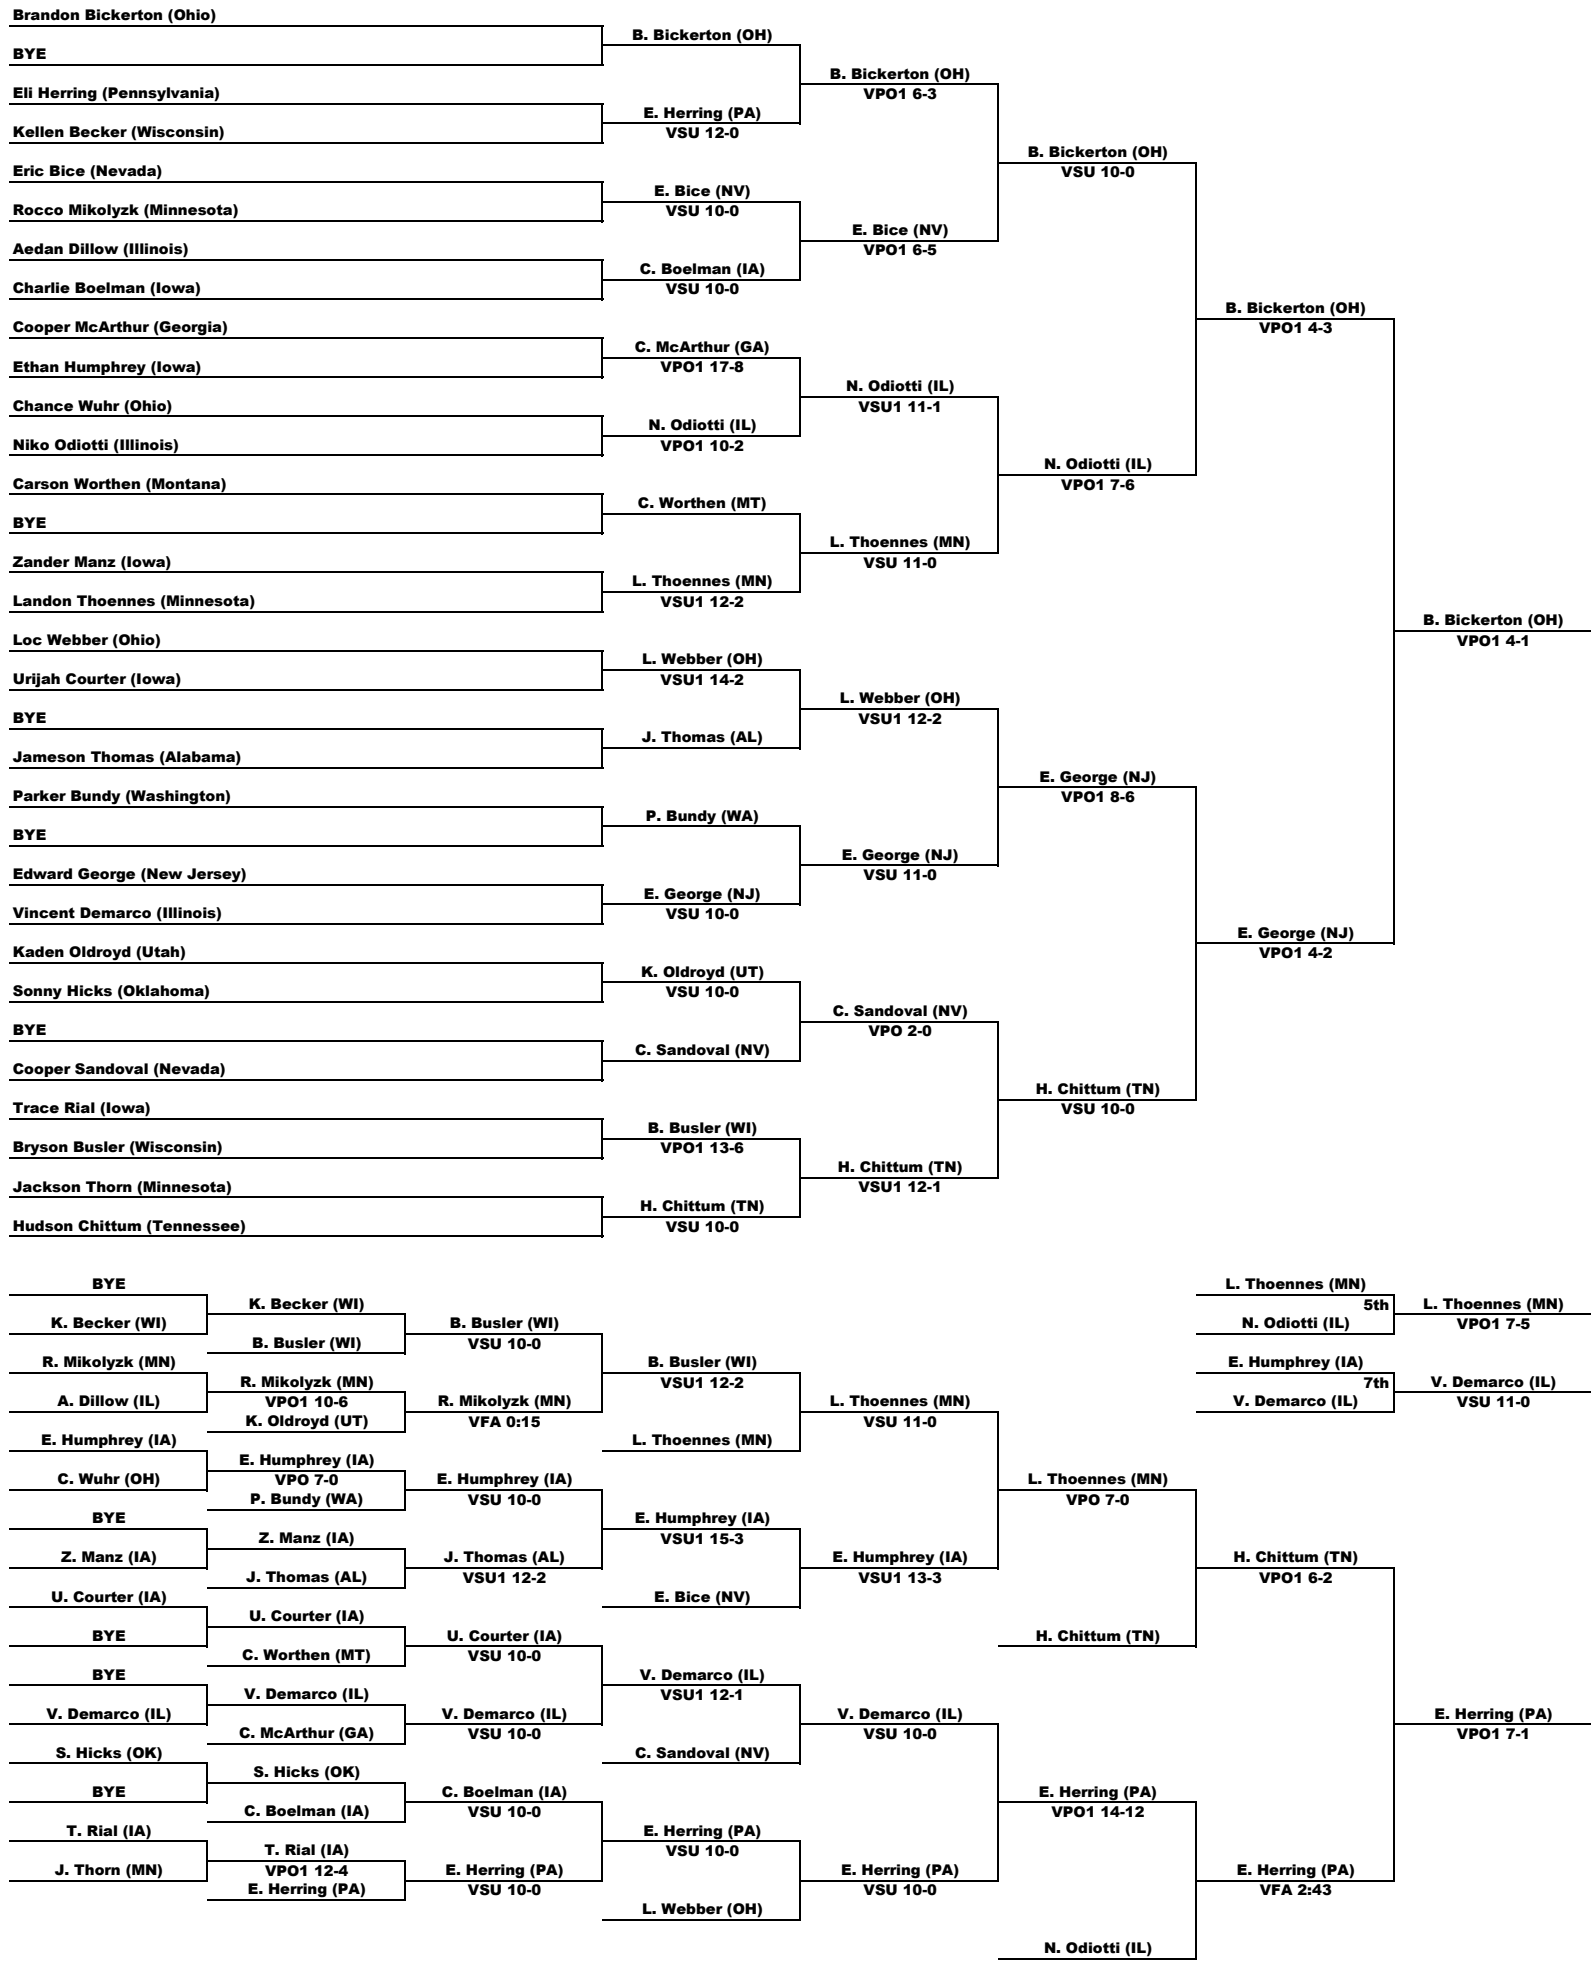 Brandon Bickerton (Ohio)
BYE
Eli Herring (Pennsylvania)
Kellen Becker (Wisconsin)
Eric Bice (Nevada)
Rocco Mikolyzk (Minnesota)
Aedan Dillow (Illinois)
Charlie Boelman (Iowa)
Cooper McArthur (Georgia)
Ethan Humphrey (Iowa)
Chance Wuhr (Ohio)
Niko Odiotti (Illinois)
Carson Worthen (Montana)
BYE
Zander Manz (Iowa)
Landon Thoennes (Minnesota)
Loc Webber (Ohio)
Urijah Courter (Iowa)
BYE
Jameson Thomas (Alabama)
Parker Bundy (Washington)
BYE
Edward George (New Jersey)
Vincent Demarco (Illinois)
Kaden Oldroyd (Utah)
Sonny Hicks (Oklahoma)
BYE
Cooper Sandoval (Nevada)
Trace Rial (Iowa)
Bryson Busler (Wisconsin)
Jackson Thorn (Minnesota)
Hudson Chittum (Tennessee)
B. Bickerton (OH)
E. Herring (PA)
VSU 12-0
E. Bice (NV)
VSU 10-0
C. Boelman (IA)
VSU 10-0
C. McArthur (GA)
VPO1 17-8
N. Odiotti (IL)
VPO1 10-2
C. Worthen (MT)
L. Thoennes (MN)
VSU1 12-2
L. Webber (OH)
VSU1 14-2
J. Thomas (AL)
P. Bundy (WA)
E. George (NJ)
VSU 10-0
K. Oldroyd (UT)
VSU 10-0
C. Sandoval (NV)
B. Busler (WI)
VPO1 13-6
H. Chittum (TN)
VSU 10-0
B. Bickerton (OH)
VPO1 6-3
E. Bice (NV)
VPO1 6-5
N. Odiotti (IL)
VSU1 11-1
L. Thoennes (MN)
VSU 11-0
L. Webber (OH)
VSU1 12-2
E. George (NJ)
VSU 11-0
C. Sandoval (NV)
VPO 2-0
H. Chittum (TN)
VSU1 12-1
B. Bickerton (OH)
VSU 10-0
N. Odiotti (IL)
VPO1 7-6
E. George (NJ)
VPO1 8-6
H. Chittum (TN)
VSU 10-0
B. Bickerton (OH)
VPO1 4-3
E. George (NJ)
VPO1 4-2
B. Bickerton (OH)
VPO1 4-1
BYE
K. Becker (WI)
R. Mikolyzk (MN)
A. Dillow (IL)
E. Humphrey (IA)
C. Wuhr (OH)
BYE
Z. Manz (IA)
U. Courter (IA)
BYE
BYE
V. Demarco (IL)
S. Hicks (OK)
BYE
T. Rial (IA)
J. Thorn (MN)
K. Becker (WI)
B. Busler (WI)
R. Mikolyzk (MN)
VPO1 10-6
K. Oldroyd (UT)
E. Humphrey (IA)
VPO 7-0
P. Bundy (WA)
Z. Manz (IA)
J. Thomas (AL)
U. Courter (IA)
C. Worthen (MT)
V. Demarco (IL)
C. McArthur (GA)
S. Hicks (OK)
C. Boelman (IA)
T. Rial (IA)
VPO1 12-4
E. Herring (PA)
B. Busler (WI)
VSU 10-0
R. Mikolyzk (MN)
VFA 0:15
E. Humphrey (IA)
VSU 10-0
J. Thomas (AL)
VSU1 12-2
U. Courter (IA)
VSU 10-0
V. Demarco (IL)
VSU 10-0
C. Boelman (IA)
VSU 10-0
E. Herring (PA)
VSU 10-0
B. Busler (WI)
VSU1 12-2
L. Thoennes (MN)
E. Humphrey (IA)
VSU1 15-3
E. Bice (NV)
V. Demarco (IL)
VSU1 12-1
C. Sandoval (NV)
E. Herring (PA)
VSU 10-0
L. Webber (OH)
L. Thoennes (MN)
VSU 11-0
E. Humphrey (IA)
VSU1 13-3
V. Demarco (IL)
VSU 10-0
E. Herring (PA)
VSU 10-0
L. Thoennes (MN)
VPO 7-0
H. Chittum (TN)
E. Herring (PA)
VPO1 14-12
N. Odiotti (IL)
H. Chittum (TN)
VPO1 6-2
E. Herring (PA)
VFA 2:43
E. Herring (PA)
VPO1 7-1
L. Thoennes (MN)
5th
N. Odiotti (IL)
L. Thoennes (MN)
VPO1 7-5
E. Humphrey (IA)
7th
V. Demarco (IL)
V. Demarco (IL)
VSU 11-0